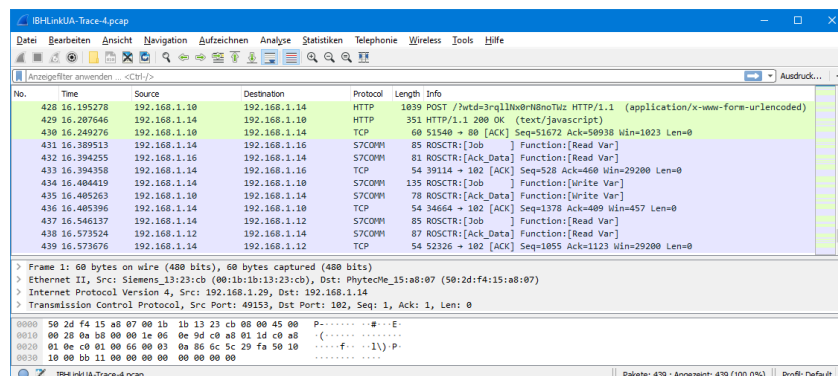 IBHLinkUA-Trace-4.pcap
Datei Bearbeiten Ansicht Navigation Aufzeichnen Analyse Statistiken Telephonie Wireless Tools Hilfe
Anzeigefilter anwenden ... <Ctrl-/> Ausdruck...
No. Time Source Destination Protocol Length Info
428 16.195278 192.168.1.10 192.168.1.14 HTTP 1039 POST /?wtd=3rqllNx0rN8noTWz HTTP/1.1 (application/x-www-form-urlencoded)
429 16.207646 192.168.1.14 192.168.1.10 HTTP 351 HTTP/1.1 200 OK (text/javascript)
430 16.249276 192.168.1.10 192.168.1.14 TCP 60 51540 → 80 [ACK] Seq=51672 Ack=50938 Win=1023 Len=0
431 16.389513 192.168.1.14 192.168.1.16 S7COMM 85 ROSCTR:[Job ] Function:[Read Var]
432 16.394255 192.168.1.16 192.168.1.14 S7COMM 81 ROSCTR:[Ack_Data] Function:[Read Var]
433 16.394358 192.168.1.14 192.168.1.16 TCP 54 39114 → 102 [ACK] Seq=528 Ack=460 Win=29200 Len=0
434 16.404419 192.168.1.14 192.168.1.10 S7COMM 135 ROSCTR:[Job ] Function:[Write Var]
435 16.405263 192.168.1.10 192.168.1.14 S7COMM 78 ROSCTR:[Ack_Data] Function:[Write Var]
436 16.405396 192.168.1.14 192.168.1.10 TCP 54 34664 → 102 [ACK] Seq=1378 Ack=409 Win=457 Len=0
437 16.546137 192.168.1.14 192.168.1.12 S7COMM 85 ROSCTR:[Job ] Function:[Read Var]
438 16.573524 192.168.1.12 192.168.1.14 S7COMM 87 ROSCTR:[Ack_Data] Function:[Read Var]
439 16.573676 192.168.1.14 192.168.1.12 TCP 54 52326 → 102 [ACK] Seq=1055 Ack=1123 Win=29200 Len=0
> Frame 1: 60 bytes on wire (480 bits), 60 bytes captured (480 bits)
> Ethernet II, Src: Siemens_13:23:cb (00:1b:1b:13:23:cb), Dst: PhytecMe_15:a8:07 (50:2d:f4:15:a8:07)
> Internet Protocol Version 4, Src: 192.168.1.29, Dst: 192.168.1.14
> Transmission Control Protocol, Src Port: 49153, Dst Port: 102, Seq: 1, Ack: 1, Len: 0
0000 50 2d f4 15 a8 07 00 1b 1b 13 23 cb 08 00 45 00 P-······ ··#···E·
0010 00 28 0a b8 00 00 1e 06 0e 9d c0 a8 01 1d c0 a8 ·(······ ········
0020 01 0e c0 01 00 66 00 03 0a 86 6c 5c 29 fa 50 10 ·····f·· ··l\)·P·
0030 10 00 bb 11 00 00 00 00 00 00 00 00 ········ ····
IBHLinkUA-Trace-4.pcap Pakete: 439 · Angezeigt: 439 (100.0%) Profil: Default